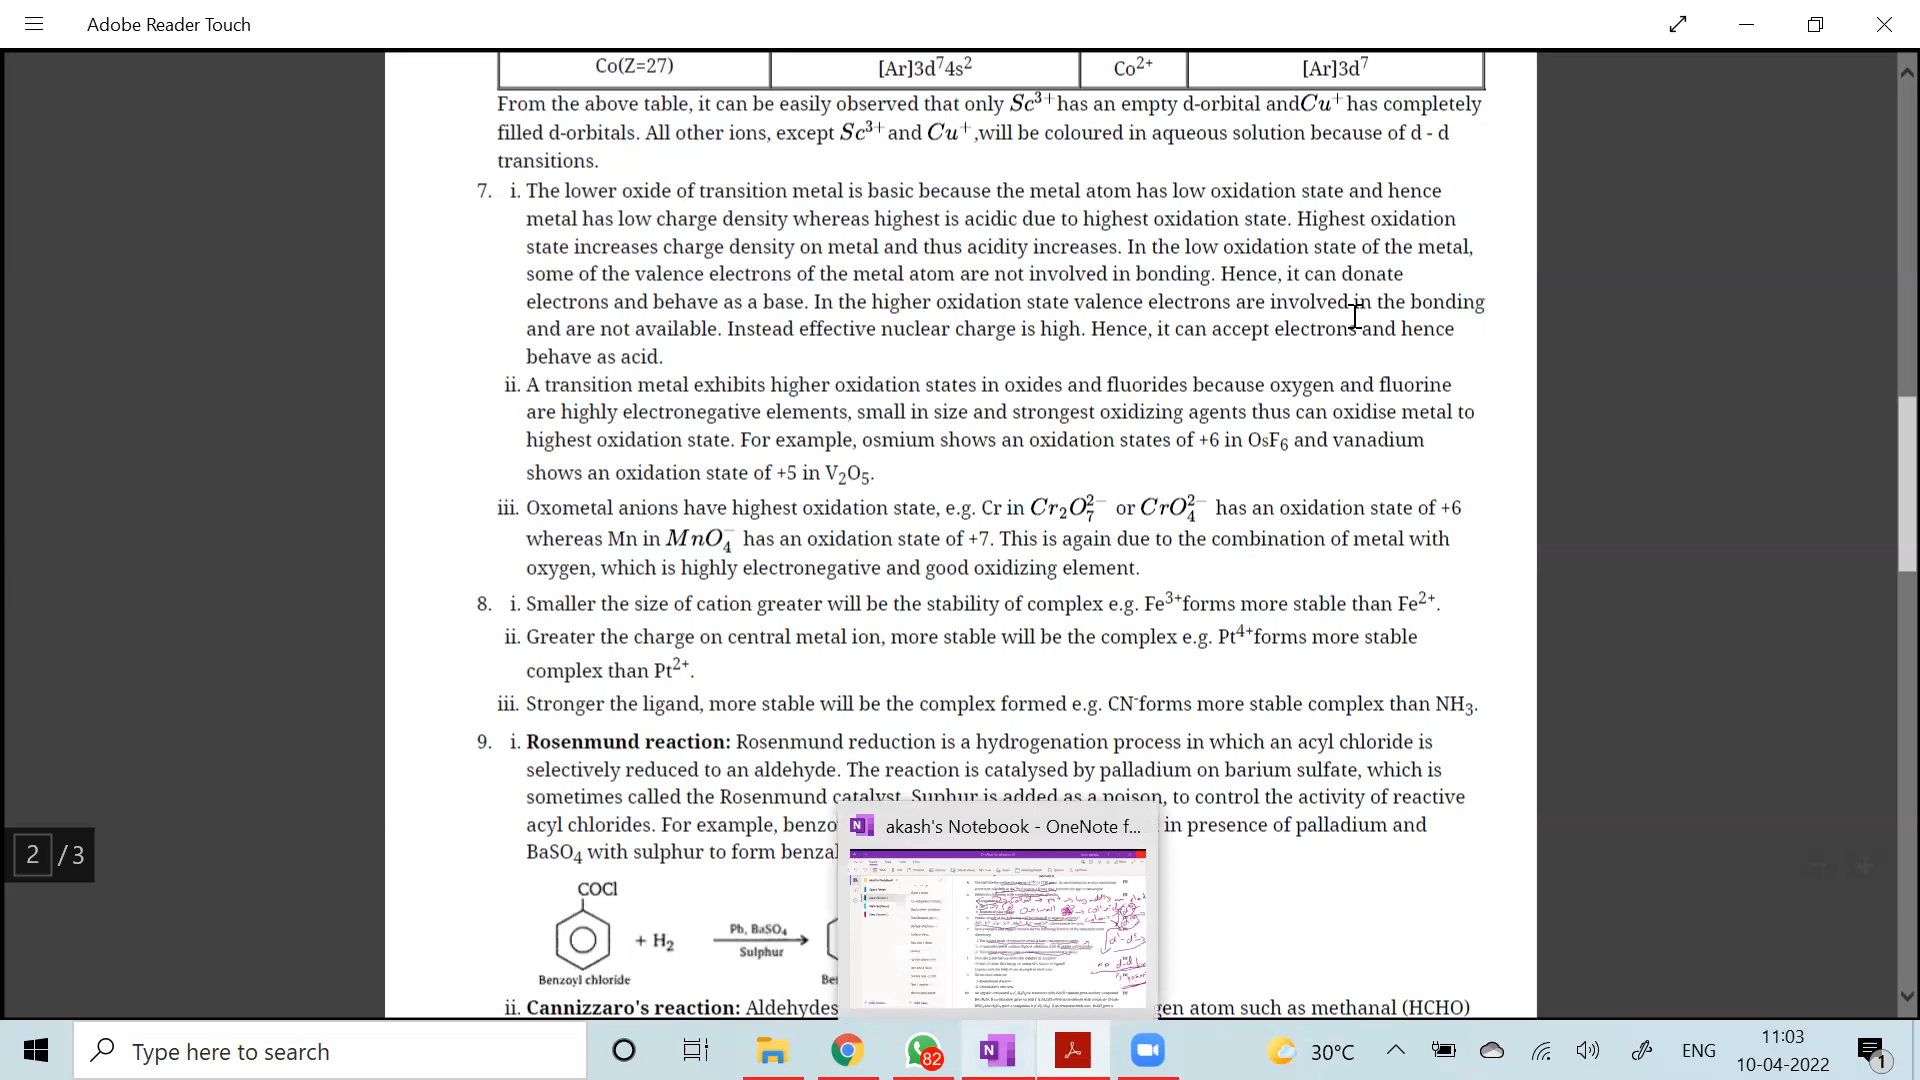 Adobe Reader Touch
Co(Z=27) [Ar]3d⁷4s² Co²⁺ [Ar]3d⁷
From the above table, it can be easily observed that only Sc³⁺has an empty d-orbital andCu⁺ has completely
filled d-orbitals. All other ions, except Sc³⁺and Cu⁺,will be coloured in aqueous solution because of d - d
transitions.
7. i. The lower oxide of transition metal is basic because the metal atom has low oxidation state and hence
metal has low charge density whereas highest is acidic due to highest oxidation state. Highest oxidation
state increases charge density on metal and thus acidity increases. In the low oxidation state of the metal,
some of the valence electrons of the metal atom are not involved in bonding. Hence, it can donate
electrons and behave as a base. In the higher oxidation state valence electrons are involved in the bonding
and are not available. Instead effective nuclear charge is high. Hence, it can accept electrons and hence
behave as acid.
ii. A transition metal exhibits higher oxidation states in oxides and fluorides because oxygen and fluorine
are highly electronegative elements, small in size and strongest oxidizing agents thus can oxidise metal to
highest oxidation state. For example, osmium shows an oxidation states of +6 in OsF₆ and vanadium
shows an oxidation state of +5 in V₂O₅.
iii. Oxometal anions have highest oxidation state, e.g. Cr in Cr₂O₇²⁻ or CrO₄²⁻ has an oxidation state of +6
whereas Mn in MnO₄⁻ has an oxidation state of +7. This is again due to the combination of metal with
oxygen, which is highly electronegative and good oxidizing element.
8. i. Smaller the size of cation greater will be the stability of complex e.g. Fe³⁺forms more stable than Fe²⁺.
ii. Greater the charge on central metal ion, more stable will be the complex e.g. Pt⁴⁺forms more stable
complex than Pt²⁺.
iii. Stronger the ligand, more stable will be the complex formed e.g. CN⁻forms more stable complex than NH₃.
9. i. Rosenmund reaction: Rosenmund reduction is a hydrogenation process in which an acyl chloride is
selectively reduced to an aldehyde. The reaction is catalysed by palladium on barium sulfate, which is
sometimes called the Rosenmund catalyst. Suphur is added as a poison, to control the activity of reactive
acyl chlorides. For example, benzo in presence of palladium and
BaSO₄ with sulphur to form benzal
akash's Notebook - OneNote f...
2 / 3
COCl
+ H₂
Pb, BaSO₄
Sulphur
Benzoyl chloride
Be
ii. Cannizzaro's reaction: Aldehydes gen atom such as methanal (HCHO)
Type here to search
82
30°C
ENG
11:03
10-04-2022
1